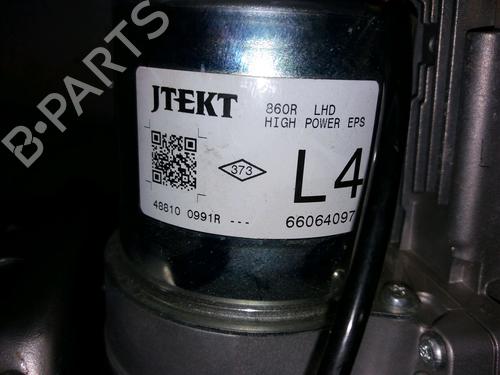 B-PARTS
JTEKT
860R LHD
HIGH POWER EPS
373
L4
48810 0991R ---
66064097